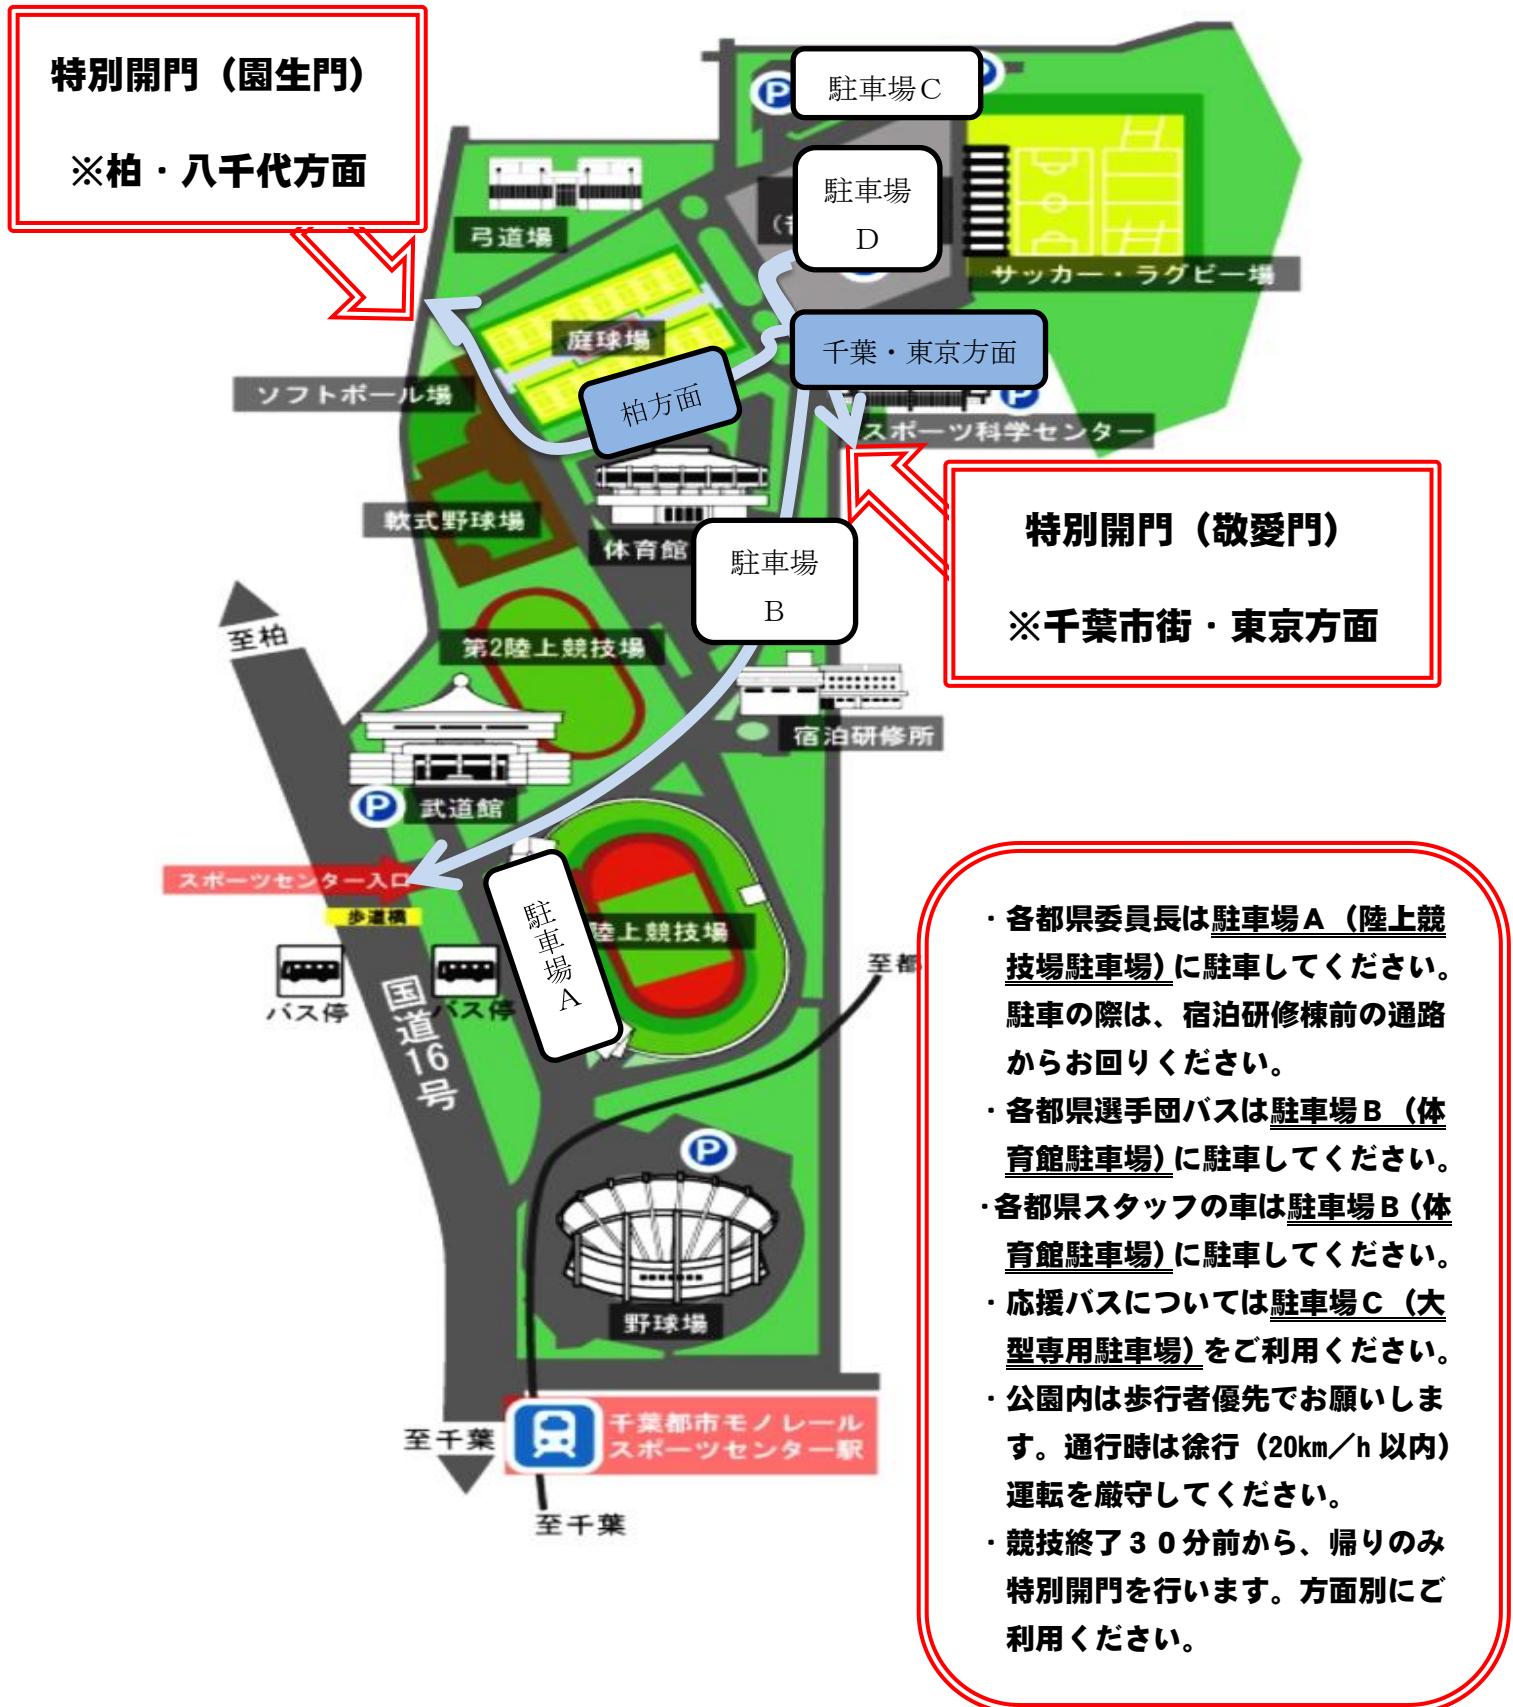 特別開門（園生門）
※柏・八千代方面
駐車場C
駐車場
D
弓道場
サッカー・ラグビー場
庭球場
千葉・東京方面
柏方面
ソフトボール場
スポーツ科学センター
軟式野球場
体育館
特別開門（敬愛門）
※千葉市街・東京方面
駐車場
B
至柏
第2陸上競技場
宿泊研修所
武道館
スポーツセンター入口
歩道橋
駐車場A
陸上競技場
至都
バス停
バス停
国道16号
野球場
千葉都市モノレール
スポーツセンター駅
至千葉
至千葉
・各都県委員長は駐車場A（陸上競
技場駐車場）に駐車してください。
駐車の際は、宿泊研修棟前の通路
からお回りください。
・各都県選手団バスは駐車場B（体
育館駐車場）に駐車してください。
・各都県スタッフの車は駐車場B（体
育館駐車場）に駐車してください。
・応援バスについては駐車場C（大
型専用駐車場）をご利用ください。
・公園内は歩行者優先でお願いしま
す。通行時は徐行（20km／h以内）
運転を厳守してください。
・競技終了３０分前から、帰りのみ
特別開門を行います。方面別にご
利用ください。